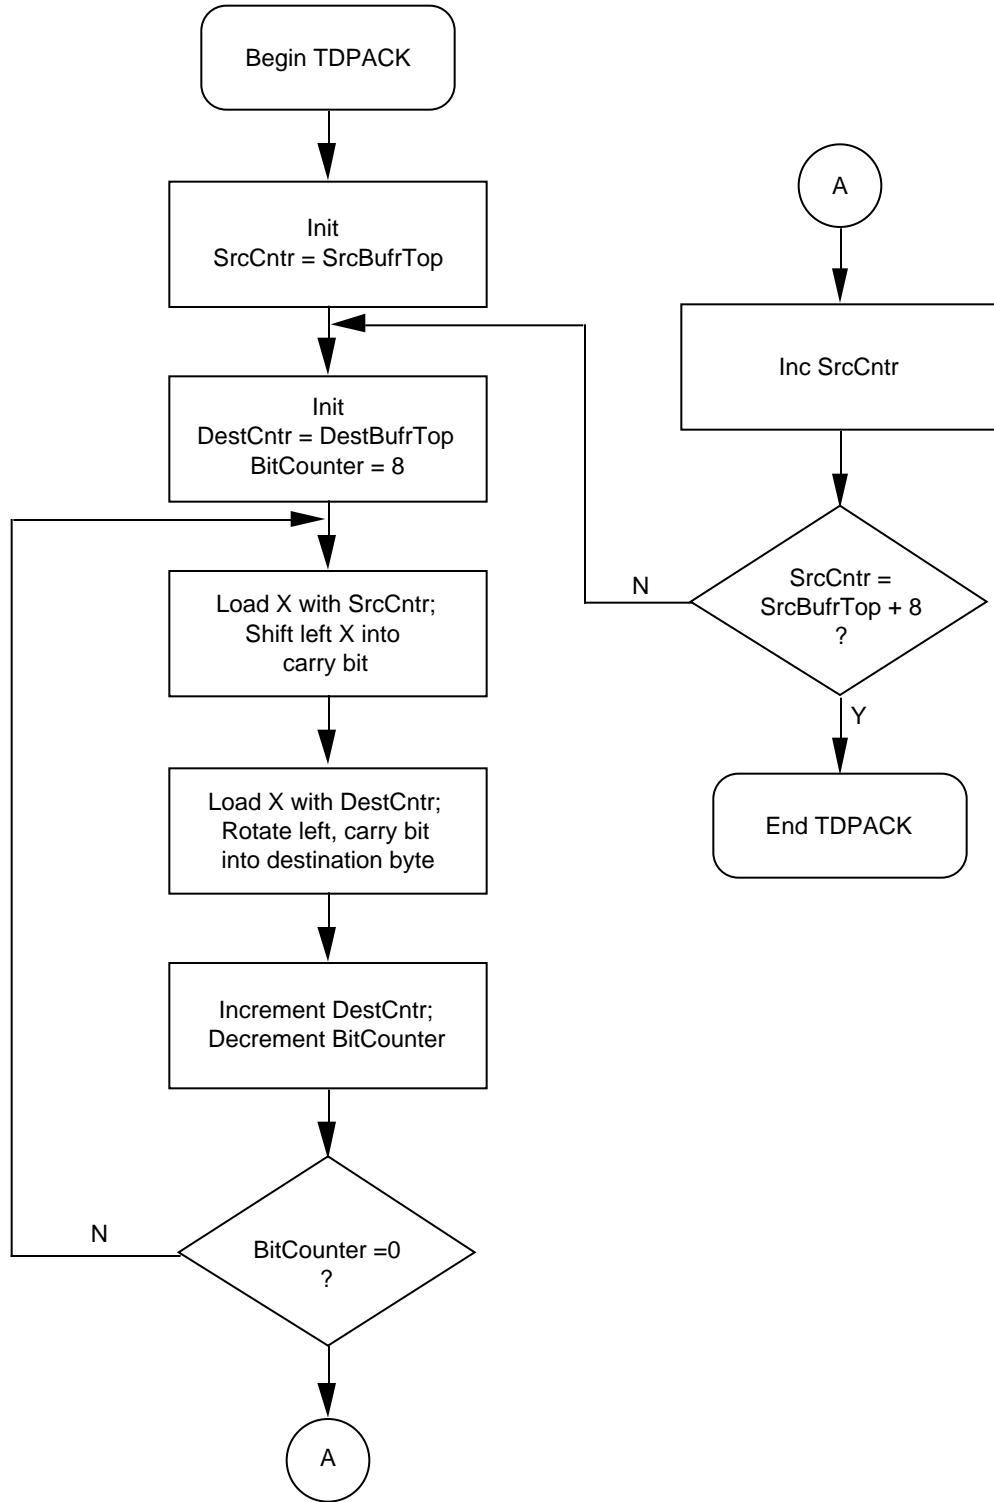 Begin TDPACK
Init
SrcCntr = SrcBufrTop
Init
DestCntr = DestBufrTop
BitCounter = 8
Load X with SrcCntr;
Shift left X into
carry bit
Load X with DestCntr;
Rotate left, carry bit
into destination byte
Increment DestCntr;
Decrement BitCounter
N
BitCounter =0
?
A
A
Inc SrcCntr
N
SrcCntr =
SrcBufrTop + 8
?
Y
End TDPACK